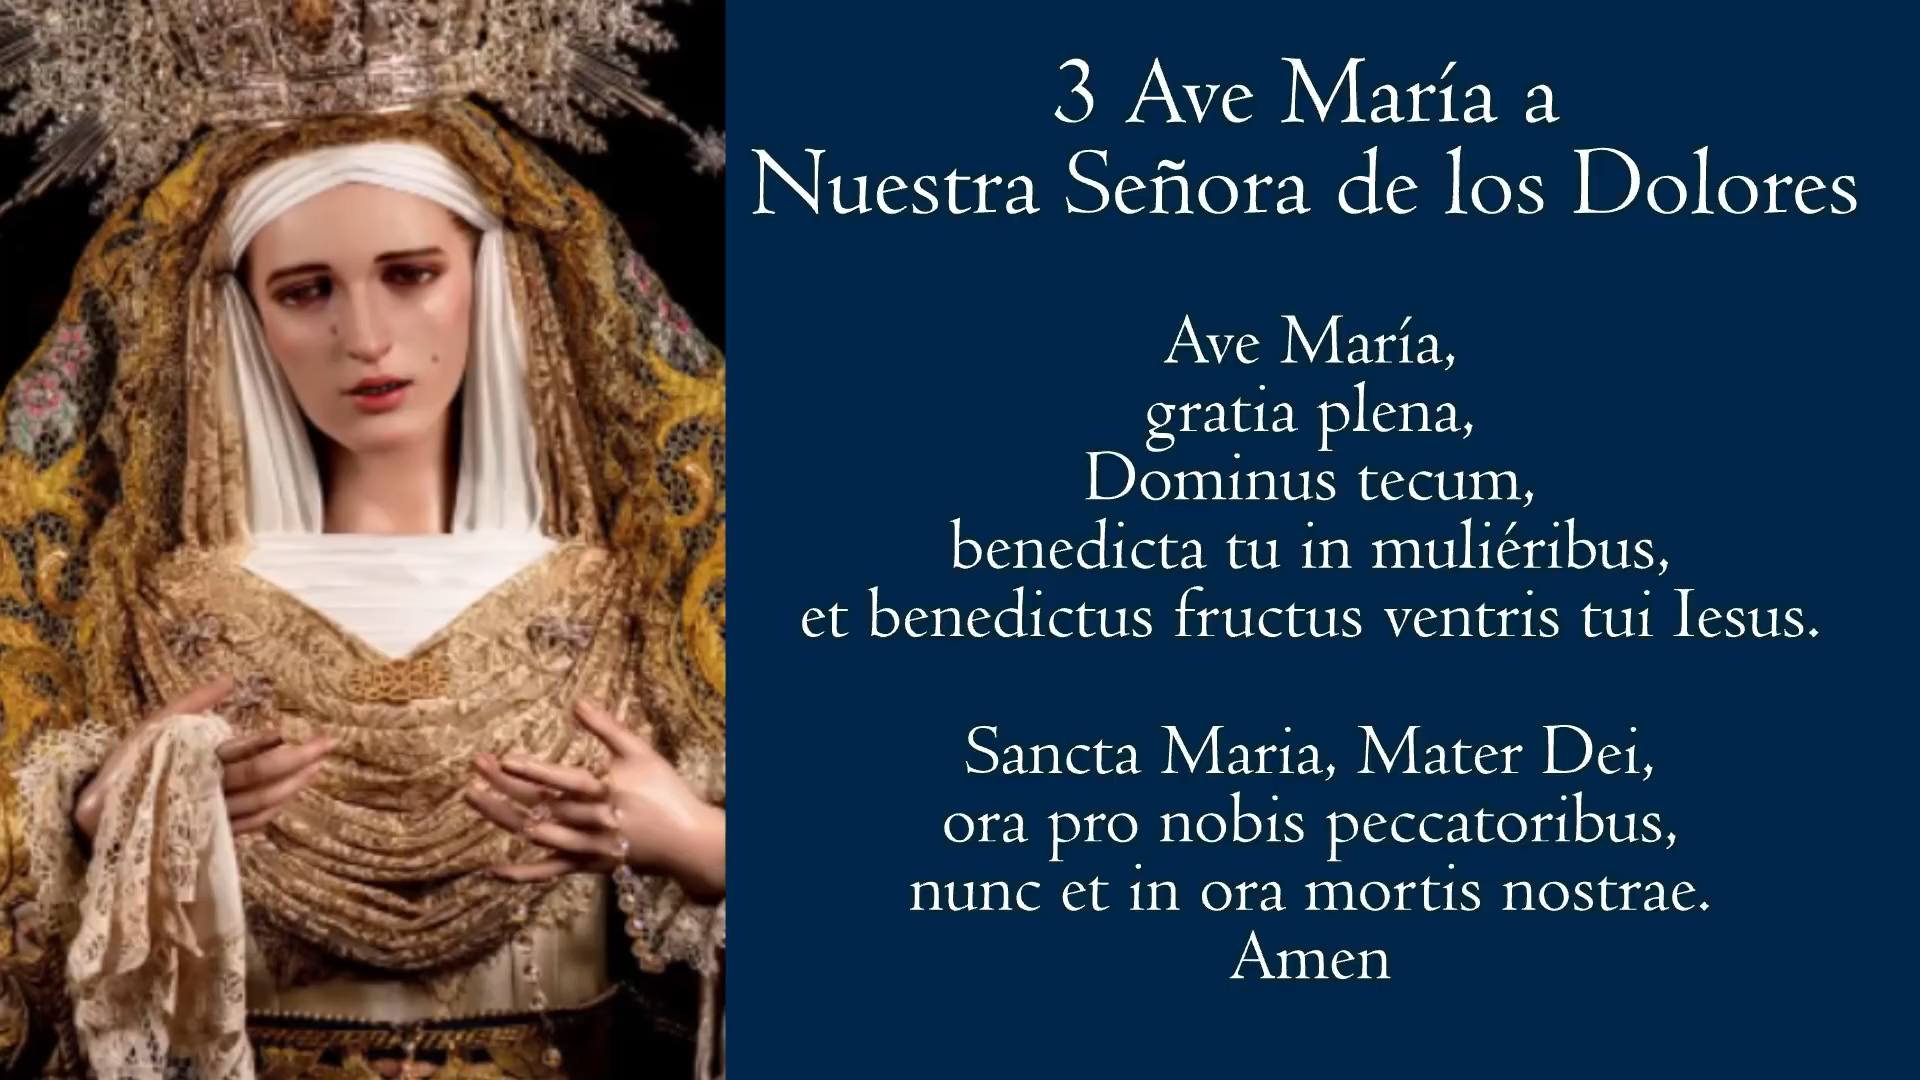 3 Ave María a
Nuestra Señora de los Dolores
Ave María,
gratia plena,
Dominus tecum,
benedicta tu in muliéribus,
et benedictus fructus ventris tui Iesus.
Sancta Maria, Mater Dei,
ora pro nobis peccatoribus,
nunc et in ora mortis nostrae.
Amen